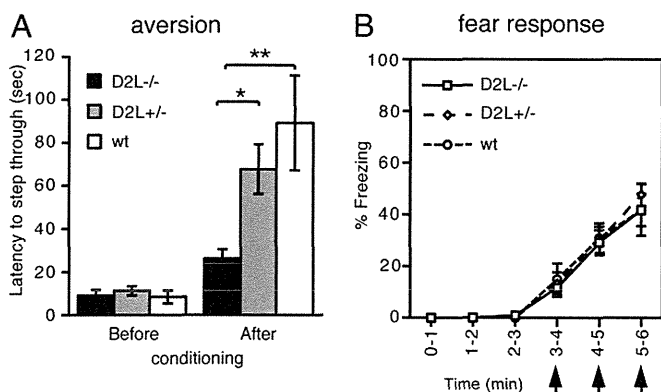 A aversion
Latency to step through (sec)
120
100
80
60
40
20
0
D2L-/-
D2L+/-
wt
*
**
Before
After
conditioning
B fear response
% Freezing
100
80
60
40
20
0
D2L-/-
D2L+/-
wt
0-1
1-2
2-3
3-4
4-5
5-6
Time (min)